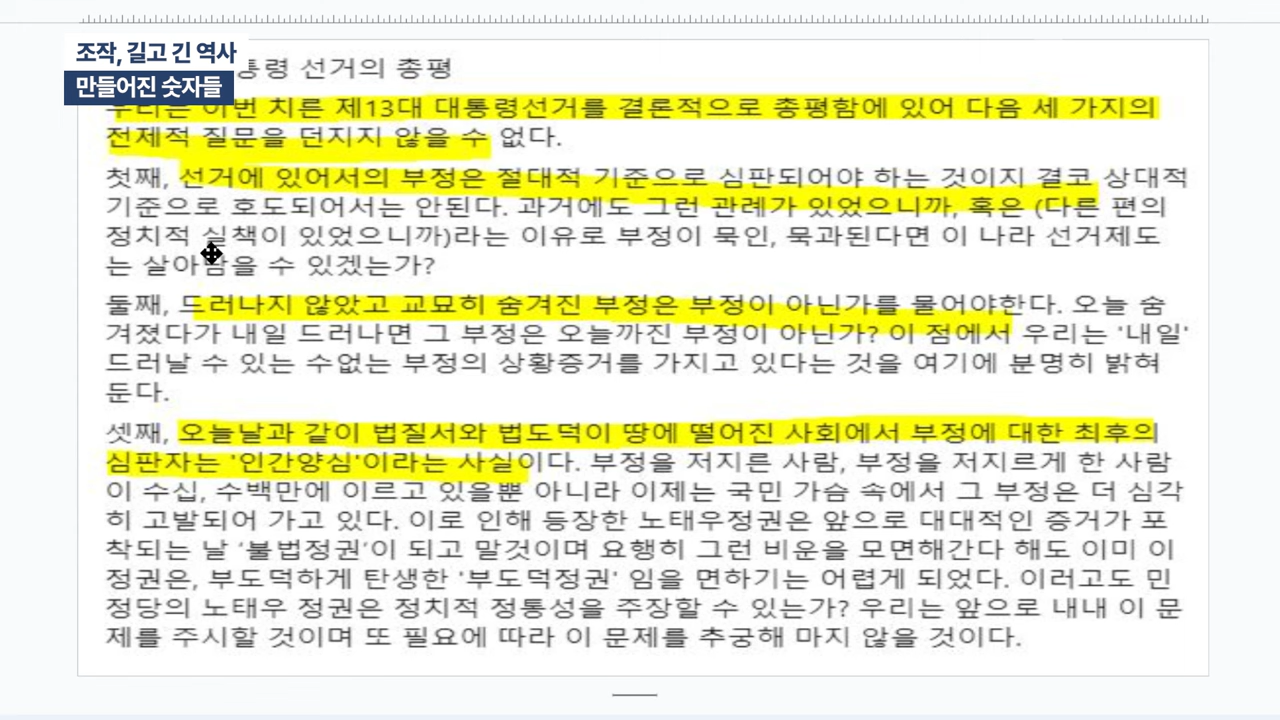 조작, 길고 긴 역사
만들어진 숫자들
통령 선거의 총평
우리는 이번 치른 제13대 대통령선거를 결론적으로 총평함에 있어 다음 세 가지의
전제적 질문을 던지지 않을 수 없다.
첫째, 선거에 있어서의 부정은 절대적 기준으로 심판되어야 하는 것이지 결코 상대적
기준으로 호도되어서는 안된다. 과거에도 그런 관례가 있었으니까, 혹은 (다른 편의
정치적 실책이 있었으니까)라는 이유로 부정이 묵인, 묵과된다면 이 나라 선거제도
는 살아남을 수 있겠는가?
둘째, 드러나지 않았고 교묘히 숨겨진 부정은 부정이 아닌가를 물어야한다. 오늘 숨
겨졌다가 내일 드러나면 그 부정은 오늘까진 부정이 아닌가? 이 점에서 우리는 '내일'
드러날 수 있는 수없는 부정의 상황증거를 가지고 있다는 것을 여기에 분명히 밝혀
둔다.
셋째, 오늘날과 같이 법질서와 법도덕이 땅에 떨어진 사회에서 부정에 대한 최후의
심판자는 '인간양심'이라는 사실이다. 부정을 저지른 사람, 부정을 저지르게 한 사람
이 수십, 수백만에 이르고 있을뿐 아니라 이제는 국민 가슴 속에서 그 부정은 더 심각
히 고발되어 가고 있다. 이로 인해 등장한 노태우정권은 앞으로 대대적인 증거가 포
착되는 날 '불법정권'이 되고 말것이며 요행히 그런 비운을 모면해간다 해도 이미 이
정권은, 부도덕하게 탄생한 '부도덕정권' 임을 면하기는 어렵게 되었다. 이러고도 민
정당의 노태우 정권은 정치적 정통성을 주장할 수 있는가? 우리는 앞으로 내내 이 문
제를 주시할 것이며 또 필요에 따라 이 문제를 추궁해 마지 않을 것이다.